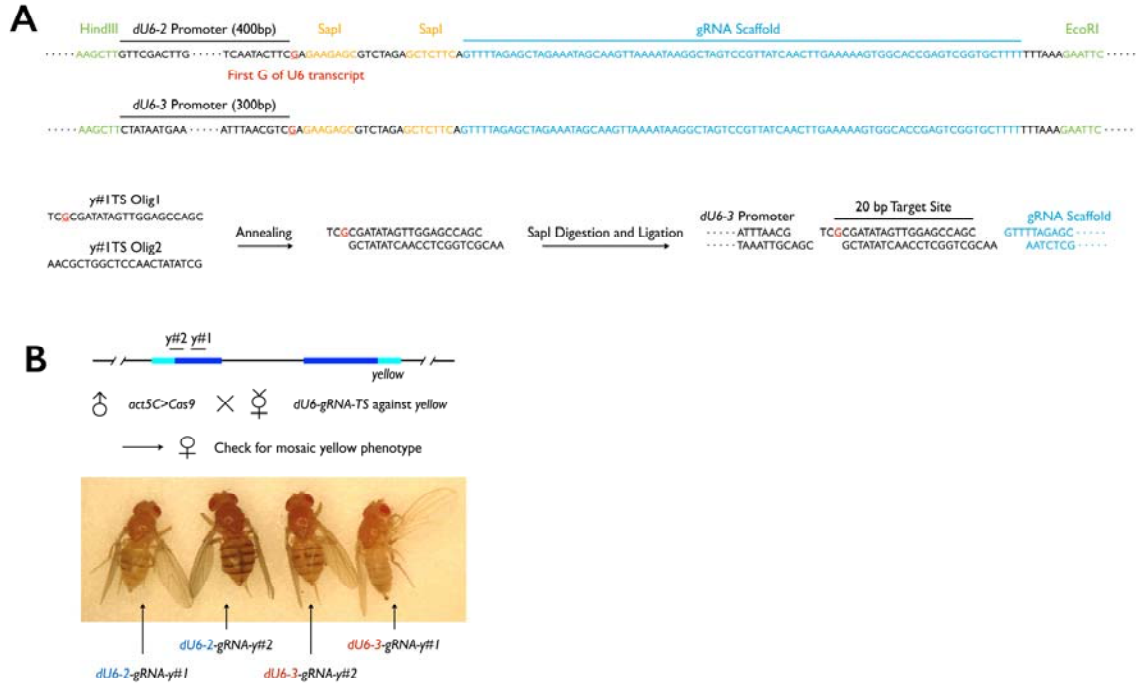 A
HindIII dU6-2 Promoter (400bp) SapI SapI gRNA Scaffold EcoRI
·····AAGCTTGTTCGACTTG ····· TCAATACTTCGAGAAGAGCGTCTAGAGCTCTTCAGTTTTAGAGCTAGAAATAGCAAGTTAAAATAAGGCTAGTCCGTTATCAACTTGAAAAAGTGGCACCGAGTCGGTGCTTTTTTTAAAGAATTC·····
First G of U6 transcript
dU6-3 Promoter (300bp)
·····AAGCTTCTATAATGAA ····· ATTTAACGTCGAGAAGAGCGTCTAGAGCTCTTCAGTTTTAGAGCTAGAAATAGCAAGTTAAAATAAGGCTAGTCCGTTATCAACTTGAAAAAGTGGCACCGAGTCGGTGCTTTTTTTAAAGAATTC·····
y#1TS Olig1
TCGCGATATAGTTGGAGCCAGC
y#1TS Olig2
AACGCTGGCTCCAACTATATCG
Annealing
TCGCGATATAGTTGGAGCCAGC
GCTATATCAACCTCGGTCGCAA
SapI Digestion and Ligation
dU6-3 Promoter 20 bp Target Site gRNA Scaffold
·····ATTTAACG TCGCGATATAGTTGGAGCCAGC GTTTTAGAGC·····
·····TAAATTGCAGC GCTATATCAACCTCGGTCGCAA AATCTCG·····
B
y#2 y#1
yellow
♂ act5C>Cas9 dU6-gRNA-TS against yellow
♀ Check for mosaic yellow phenotype
dU6-2-gRNA-y#2 dU6-3-gRNA-y#1
dU6-2-gRNA-y#1 dU6-3-gRNA-y#2